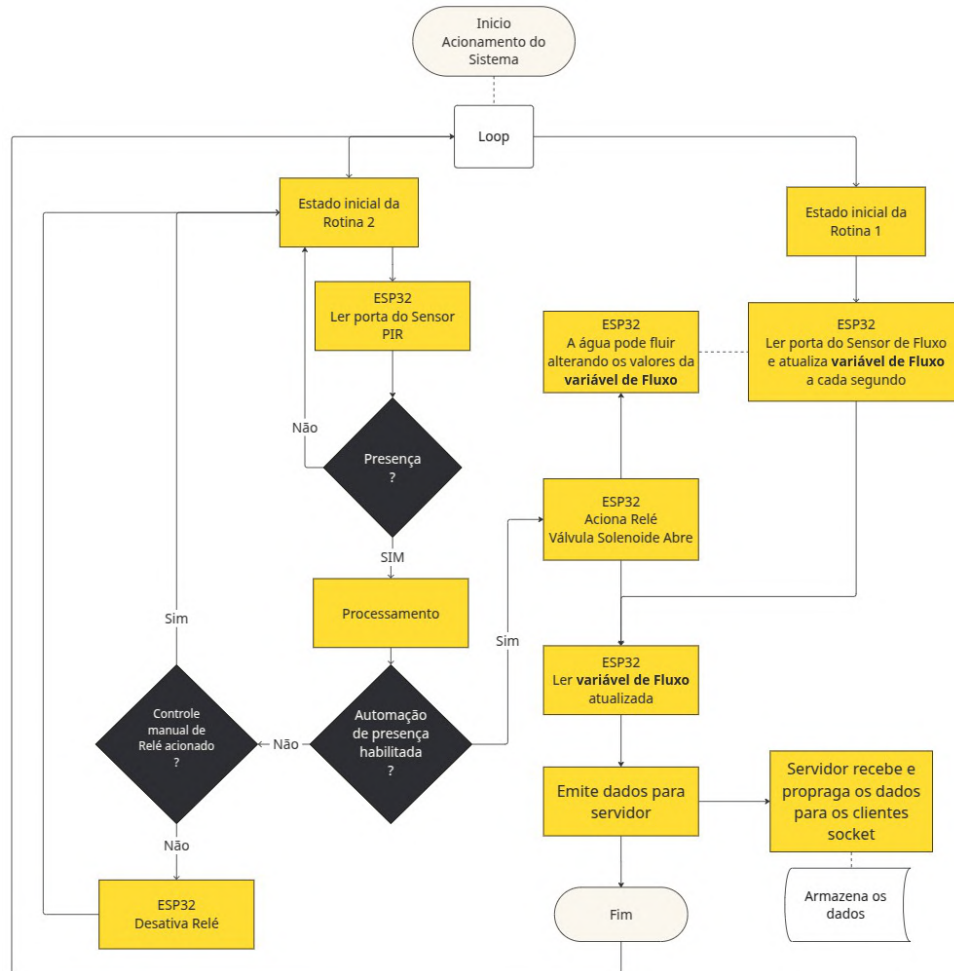 Inicio
Acionamento do
Sistema
Loop
Estado inicial da
Rotina 2
Estado inicial da
Rotina 1
ESP32
Ler porta do Sensor
PIR
ESP32
A água pode fluir
alterando os valores da
variável de Fluxo
ESP32
Ler porta do Sensor de Fluxo
e atualiza variável de Fluxo
a cada segundo
Não
Presença
?
ESP32
Aciona Relé
Válvula Solenoide Abre
SIM
Processamento
Sim
Sim
ESP32
Ler variável de Fluxo
atualizada
Controle
manual de
Relé acionado
?
Não
Automação
de presença
habilitada
?
Emite dados para
servidor
Servidor recebe e
propraga os dados
para os clientes
socket
Não
ESP32
Desativa Relé
Fim
Armazena os
dados